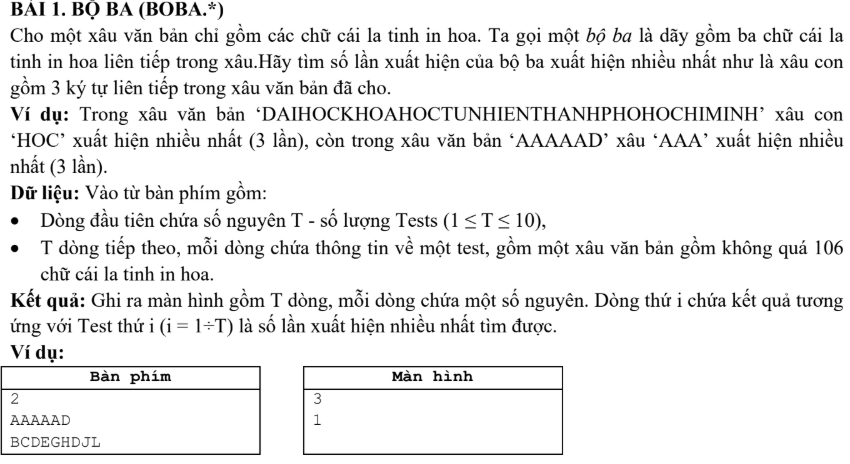 BÀI 1. BỘ BA (BOBA.*)
Cho một xâu văn bản chỉ gồm các chữ cái la tinh in hoa. Ta gọi một bộ ba là dãy gồm ba chữ cái la
tinh in hoa liên tiếp trong xâu.Hãy tìm số lần xuất hiện của bộ ba xuất hiện nhiều nhất như là xâu con
gồm 3 ký tự liên tiếp trong xâu văn bản đã cho.
Ví dụ: Trong xâu văn bản ‘DAIHOCKHOAHOCTUNHIENTHANHPHOHOCHIMINH’ xâu con
‘HOC’ xuất hiện nhiều nhất (3 lần), còn trong xâu văn bản ‘AAAAAD’ xâu ‘AAA’ xuất hiện nhiều
nhất (3 lần).
Dữ liệu: Vào từ bàn phím gồm:
• Dòng đầu tiên chứa số nguyên T - số lượng Tests (1 ≤ T ≤ 10),
• T dòng tiếp theo, mỗi dòng chứa thông tin về một test, gồm một xâu văn bản gồm không quá 106
chữ cái la tinh in hoa.
Kết quả: Ghi ra màn hình gồm T dòng, mỗi dòng chứa một số nguyên. Dòng thứ i chứa kết quả tương
ứng với Test thứ i (i = 1÷T) là số lần xuất hiện nhiều nhất tìm được.
Ví dụ:
Bàn phím
2
AAAAAD
BCDEGHDJL
Màn hình
3
1